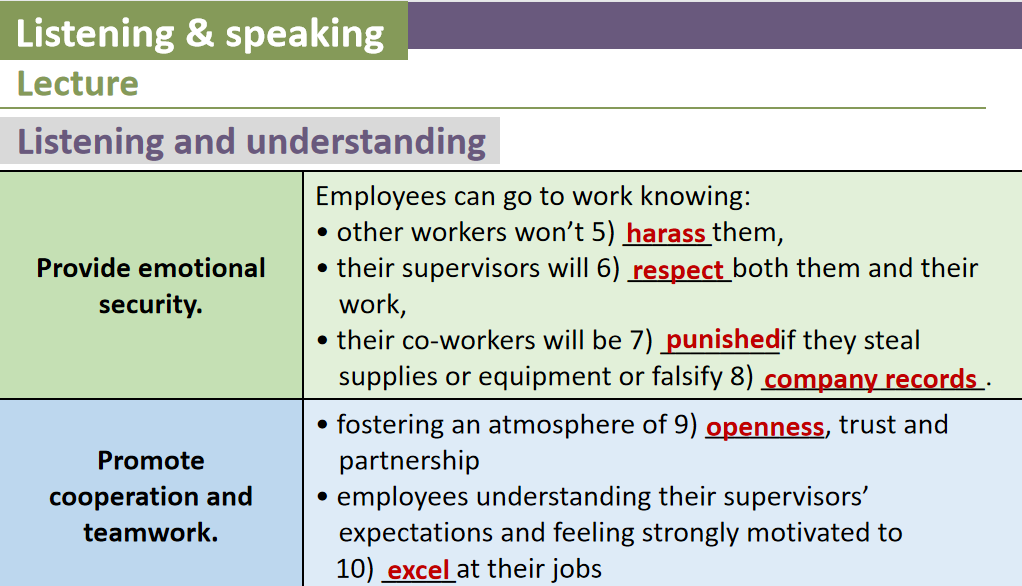 Listening & speaking
Lecture
Listening and understanding
Provide emotional
security.
Employees can go to work knowing:
• other workers won’t 5) harass them,
• their supervisors will 6) respect both them and their
work,
• their co-workers will be 7) punished if they steal
supplies or equipment or falsify 8) company records.
Promote
cooperation and
teamwork.
• fostering an atmosphere of 9) openness, trust and
partnership
• employees understanding their supervisors’
expectations and feeling strongly motivated to
10) excel at their jobs